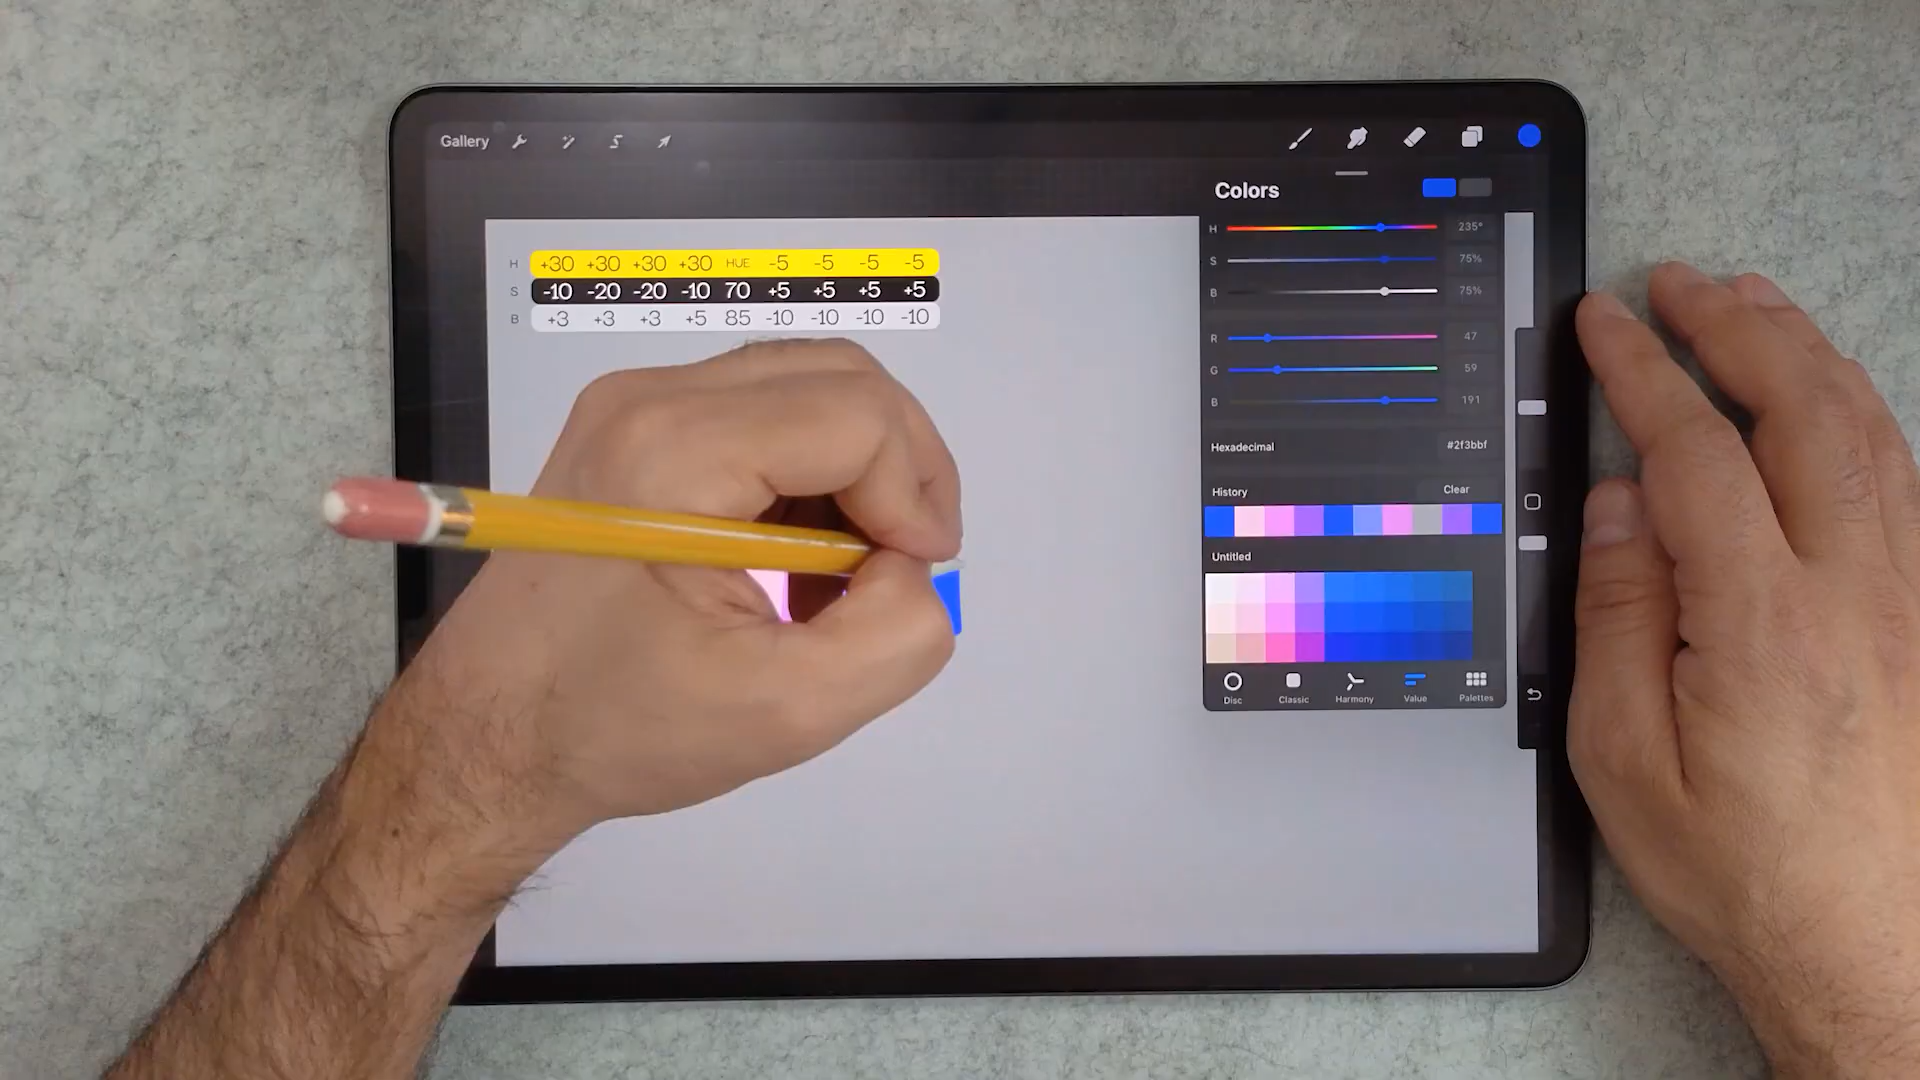 Gallery
Colors
H +30 +30 +30 +30 HUE -5 -5 -5 -5
S -10 -20 -20 -10 70 +5 +5 +5 +5
B +3 +3 +3 +5 85 -10 -10 -10 -10
H 235°
S 75%
B 75%
R 47
G 59
B 191
Hexadecimal #2f3bbf
History Clear
Untitled
Disc Classic Harmony Value Palettes